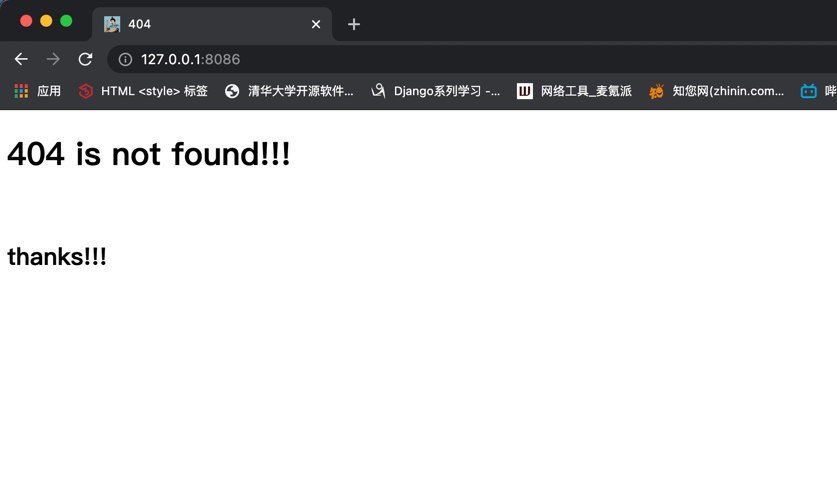 404
127.0.0.1:8086
应用 HTML <style> 标签 清华大学开源软件... Django系列学习 -... 网络工具_麦氪派 知您网(zhinin.com... 哔
404 is not found!!!
thanks!!!